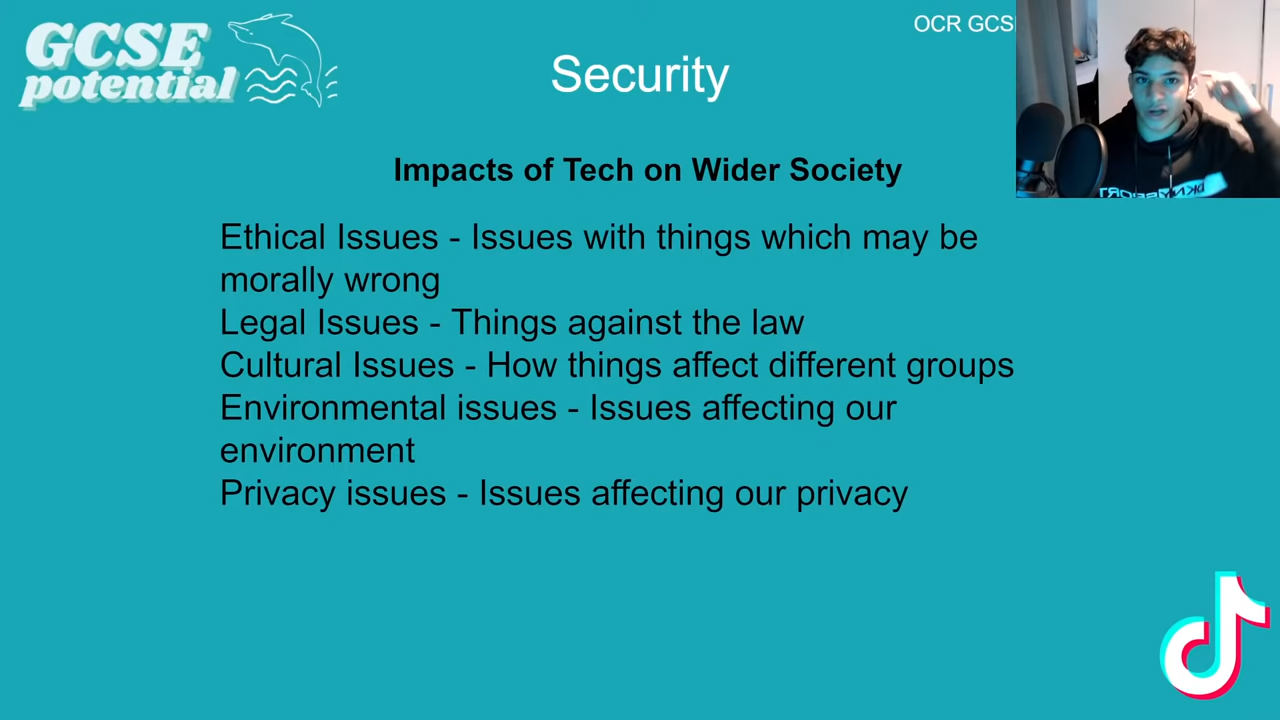 GCSE
potential
OCR GCS
Security
Impacts of Tech on Wider Society
Ethical Issues - Issues with things which may be
morally wrong
Legal Issues - Things against the law
Cultural Issues - How things affect different groups
Environmental issues - Issues affecting our
environment
Privacy issues - Issues affecting our privacy